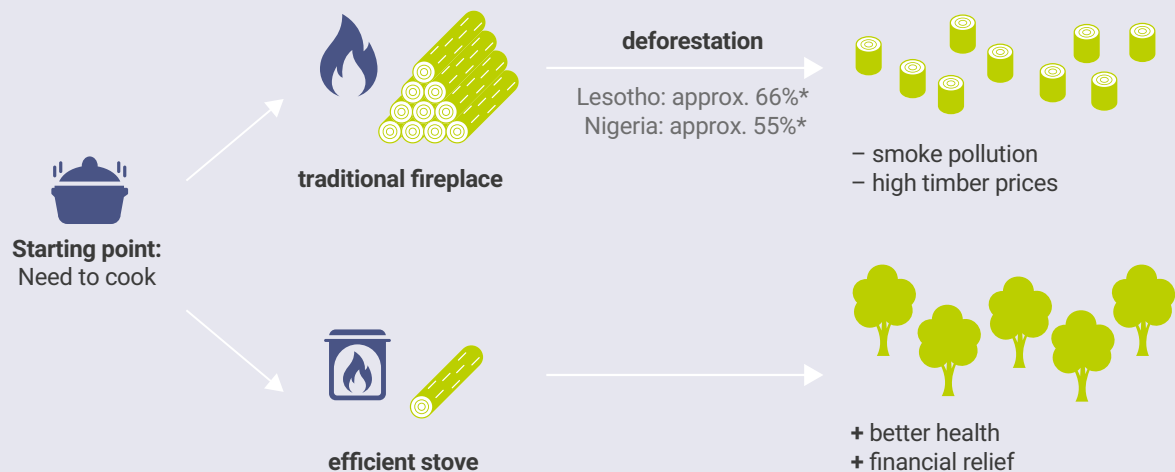 deforestation
Lesotho: approx. 66%*
Nigeria: approx. 55%*
traditional fireplace
– smoke pollution
– high timber prices
Starting point:
Need to cook
efficient stove
+ better health
+ financial relief